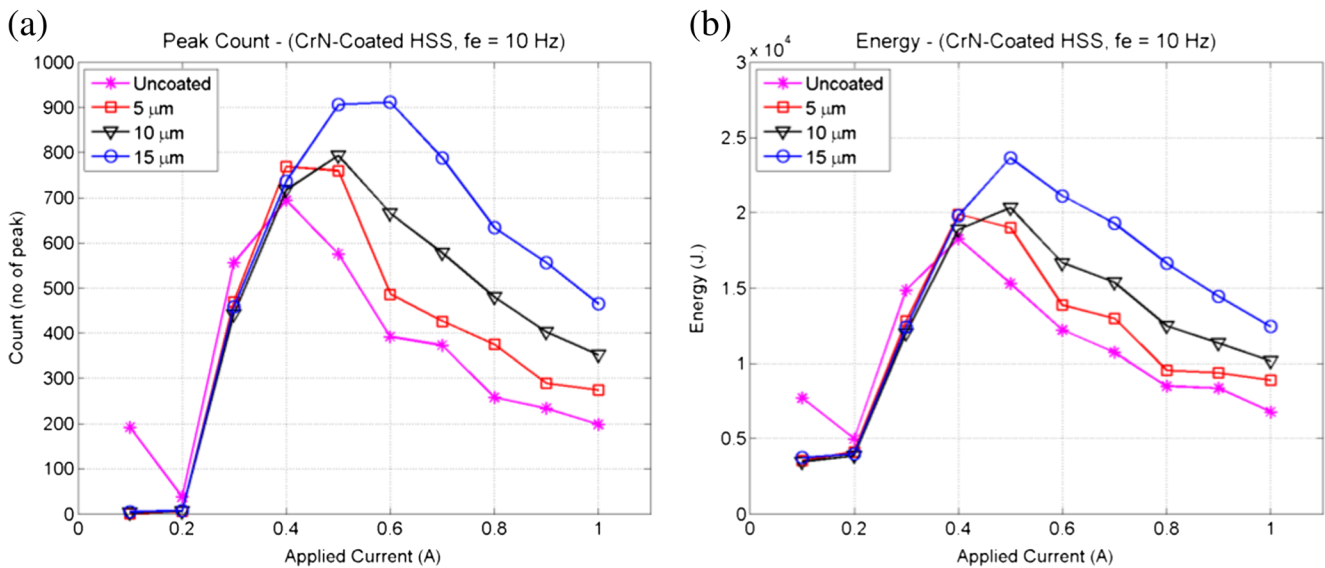 (a)
Peak Count - (CrN-Coated HSS, fe = 10 Hz)
Count (no of peak)
1000
900
800
700
600
500
400
300
200
100
0
Uncoated
5 μm
10 μm
15 μm
0 0.2 0.4 0.6 0.8 1
Applied Current (A)
(b)
Energy - (CrN-Coated HSS, fe = 10 Hz)
x 10⁴
Energy (J.)
3
2.5
2
1.5
1
0.5
0
Uncoated
5 μm
10 μm
15 μm
0 0.2 0.4 0.6 0.8 1
Applied Current (A)